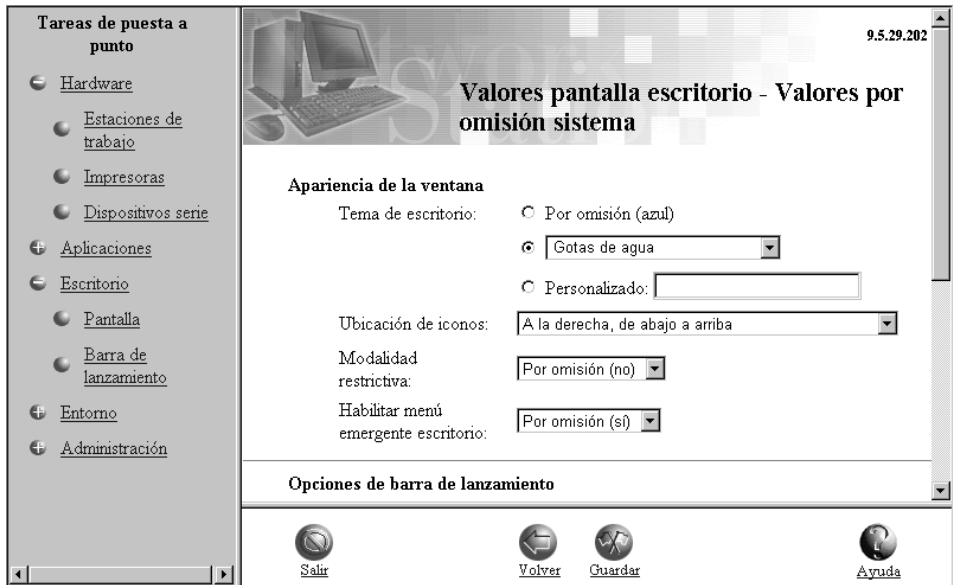 Tareas de puesta a
punto
Hardware
Estaciones de
trabajo
Impresoras
Dispositivos serie
Aplicaciones
Escritorio
Pantalla
Barra de
lanzamiento
Entorno
Administración
9.5.29.202
Valores pantalla escritorio - Valores por
omisión sistema
Apariencia de la ventana
Tema de escritorio:
Por omisión (azul)
Gotas de agua
Personalizado:
Ubicación de iconos:
A la derecha, de abajo a arriba
Modalidad
restrictiva:
Por omisión (no)
Habilitar menú
emergente escritorio:
Por omisión (sí)
Opciones de barra de lanzamiento
Salir
Volver
Guardar
Ayuda